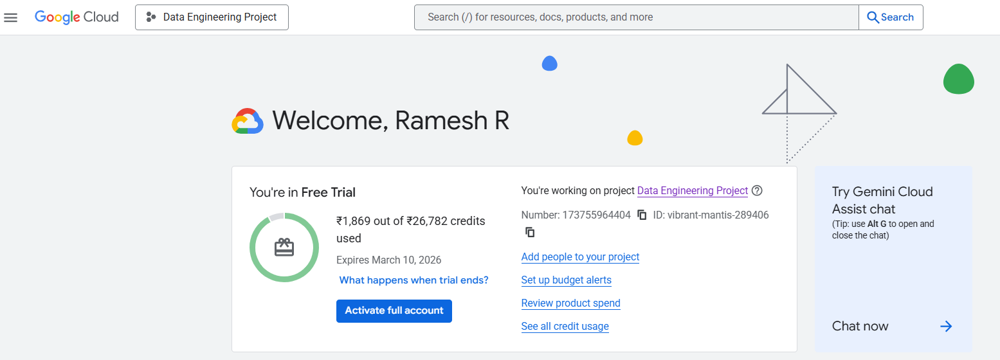 Google Cloud
Data Engineering Project
Search (/) for resources, docs, products, and more
Search
Welcome, Ramesh R
You're in Free Trial
₹1,869 out of ₹26,782 credits
used
Expires March 10, 2026
What happens when trial ends?
Activate full account
You're working on project Data Engineering Project
Number: 173755964404 ID: vibrant-mantis-289406
Add people to your project
Set up budget alerts
Review product spend
See all credit usage
Try Gemini Cloud
Assist chat
(Tip: use Alt G to open and
close the chat)
Chat now